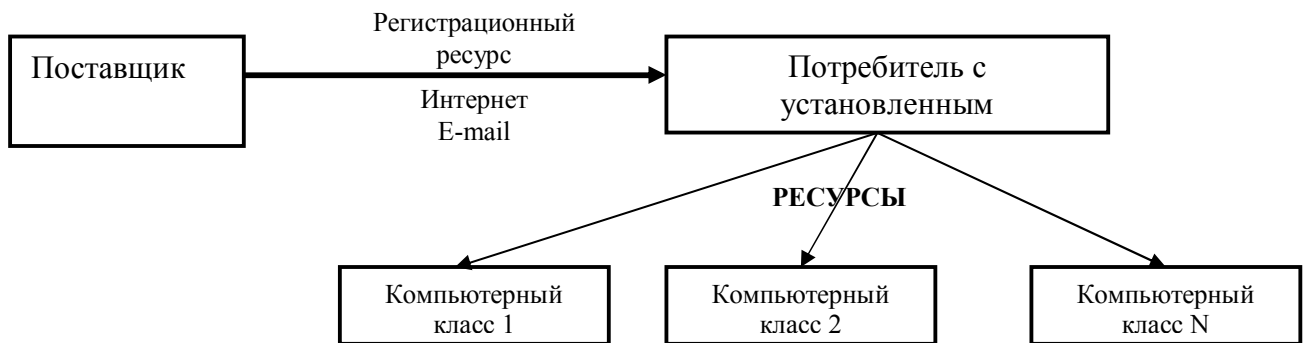 Регистрационный
ресурс
Поставщик
Интернет
E-mail
Потребитель с
установленным
РЕСУРСЫ
Компьютерный
класс 1
Компьютерный
класс 2
Компьютерный
класс N